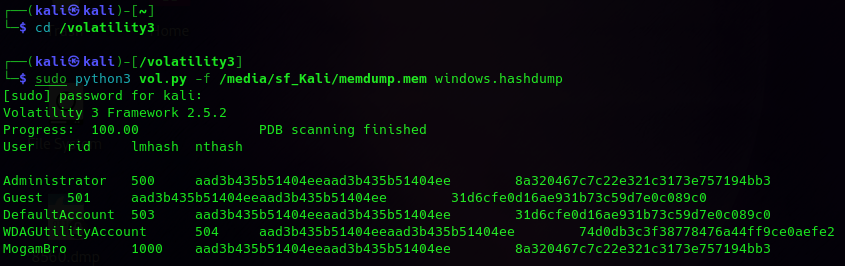 ┌──(kali㉿kali)-[~]
└─$ cd /volatility3
┌──(kali㉿kali)-[/volatility3]
└─$ sudo python3 vol.py -f /media/sf_Kali/memdump.mem windows.hashdump
[sudo] password for kali:
Volatility 3 Framework 2.5.2
Progress:  100.00               PDB scanning finished
User    rid     lmhash  nthash
Administrator   500     aad3b435b51404eeaad3b435b51404ee        8a320467c7c22e321c3173e757194bb3
Guest   501     aad3b435b51404eeaad3b435b51404ee        31d6cfe0d16ae931b73c59d7e0c089c0
DefaultAccount  503     aad3b435b51404eeaad3b435b51404ee        31d6cfe0d16ae931b73c59d7e0c089c0
WDAGUtilityAccount      504     aad3b435b51404eeaad3b435b51404ee        74d0db3c3f38778476a44ff9ce0aefe2
MogamBro        1000    aad3b435b51404eeaad3b435b51404ee        8a320467c7c22e321c3173e757194bb3